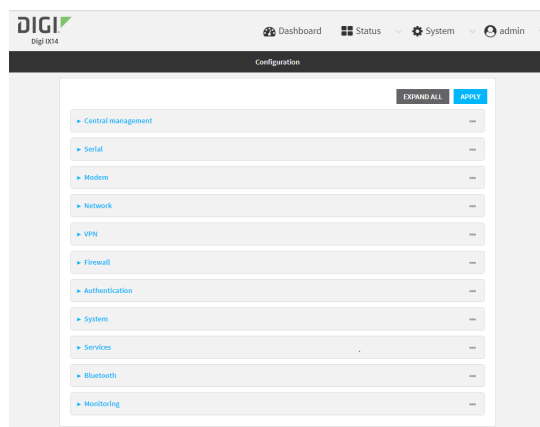 DIGI
Digi IX14
Dashboard Status System admin
Configuration
EXPAND ALL APPLY
Central management
Serial
Modem
Network
VPN
Firewall
Authentication
System
Services
Bluetooth
Monitoring